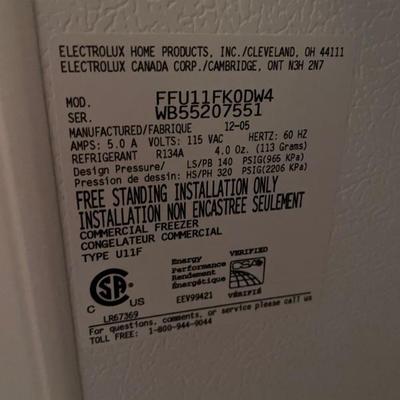 ELECTROLUX HOME PRODUCTS, INC./CLEVELAND, OH 44111
ELECTROLUX CANADA CORP./CAMBRIDGE, ONT N3H 2N7
MOD. FFU11FK0DW4
SER. WB55207551
MANUFACTURED/FABRIQUE 12-05
AMPS: 5.0 A VOLTS: 115 VAC HERTZ: 60 HZ
REFRIGERANT R134A 4.0 Oz. (113 Grams)
Design Pressure/ LS/PB 140 PSIG(965 KPa)
Pression de dessin: HS/PH 320 PSIG(2206 KPa)
FREE STANDING INSTALLATION ONLY
INSTALLATION NON ENCASTREE SEULEMENT
COMMERCIAL FREEZER
CONGELATEUR COMMERCIAL
TYPE U11F
Energy
Performance
Rendement
Énergétique
VERIFIED
VÉRIFIÉ
EEV99421
C US
LR67369
For questions, comments, or service please call us
TOLL FREE: 1-800-944-9044